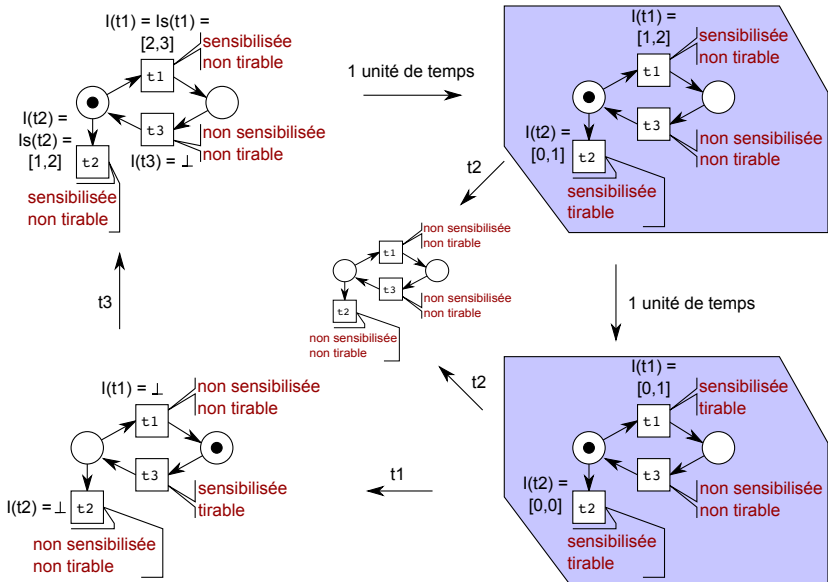 I(t1) = Is(t1) =
[2,3]
sensibilisée
non tirable
t1
I(t2) =
Is(t2) =
[1,2]
t3
non sensibilisée
non tirable
t2
I(t3) = ⊥
sensibilisée
non tirable
1 unité de temps
I(t1) =
[1,2]
sensibilisée
non tirable
t1
I(t2) =
[0,1]
t3
non sensibilisée
non tirable
t2
sensibilisée
tirable
t2
non sensibilisée
non tirable
t1
t3
non sensibilisée
non tirable
t2
non sensibilisée
non tirable
t3
1 unité de temps
t2
I(t1) = ⊥
non sensibilisée
non tirable
t1
t3
sensibilisée
tirable
I(t2) = ⊥
t2
non sensibilisée
non tirable
t1
I(t1) =
[0,1]
sensibilisée
tirable
t1
I(t2) =
[0,0]
t3
non sensibilisée
non tirable
t2
sensibilisée
tirable